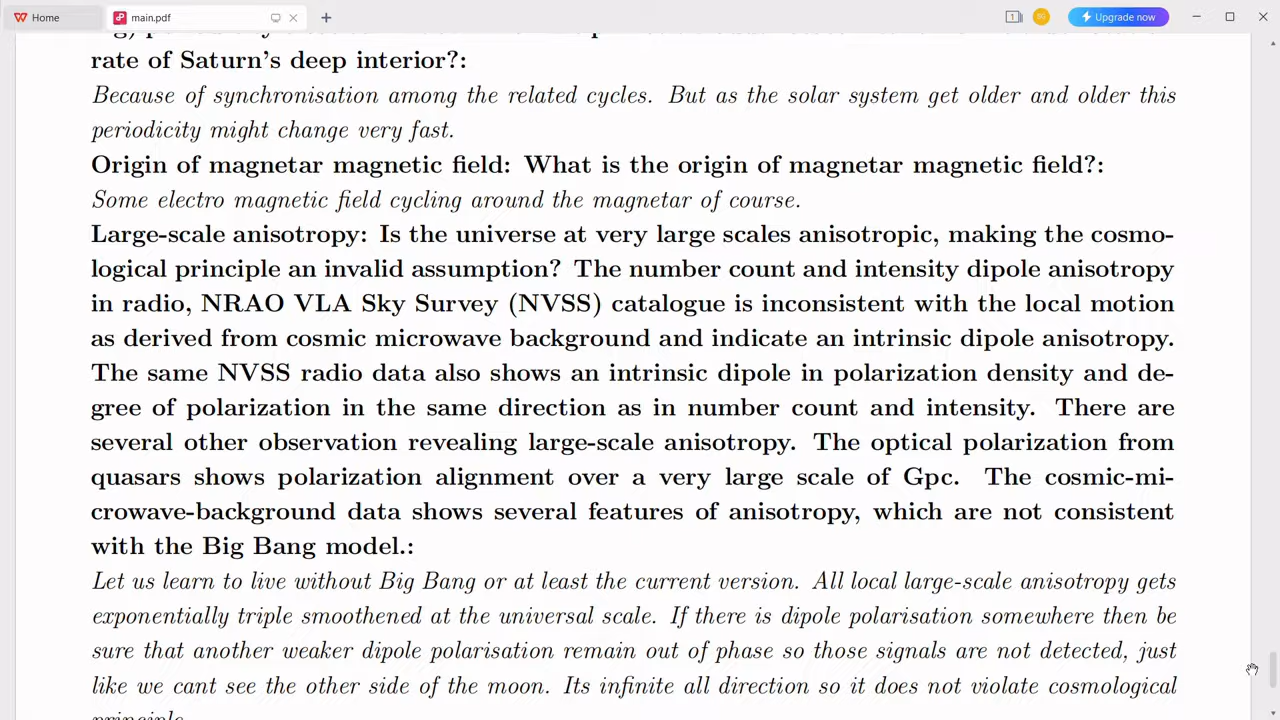 Home
main.pdf
1
Upgrade now
rate of Saturn's deep interior?:
Because of synchronisation among the related cycles. But as the solar system get older and older this
periodicity might change very fast.
Origin of magnetar magnetic field: What is the origin of magnetar magnetic field?:
Some electro magnetic field cycling around the magnetar of course.
Large-scale anisotropy: Is the universe at very large scales anisotropic, making the cosmo-
logical principle an invalid assumption? The number count and intensity dipole anisotropy
in radio, NRAO VLA Sky Survey (NVSS) catalogue is inconsistent with the local motion
as derived from cosmic microwave background and indicate an intrinsic dipole anisotropy.
The same NVSS radio data also shows an intrinsic dipole in polarization density and de-
gree of polarization in the same direction as in number count and intensity. There are
several other observation revealing large-scale anisotropy. The optical polarization from
quasars shows polarization alignment over a very large scale of Gpc. The cosmic-mi-
crowave-background data shows several features of anisotropy, which are not consistent
with the Big Bang model.:
Let us learn to live without Big Bang or at least the current version. All local large-scale anisotropy gets
exponentially triple smoothened at the universal scale. If there is dipole polarisation somewhere then be
sure that another weaker dipole polarisation remain out of phase so those signals are not detected, just
like we cant see the other side of the moon. Its infinite all direction so it does not violate cosmological
principle